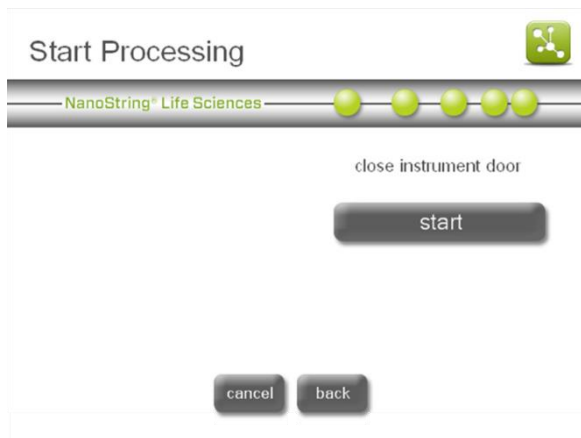 Start Processing
NanoString® Life Sciences
close instrument door
start
cancel
back